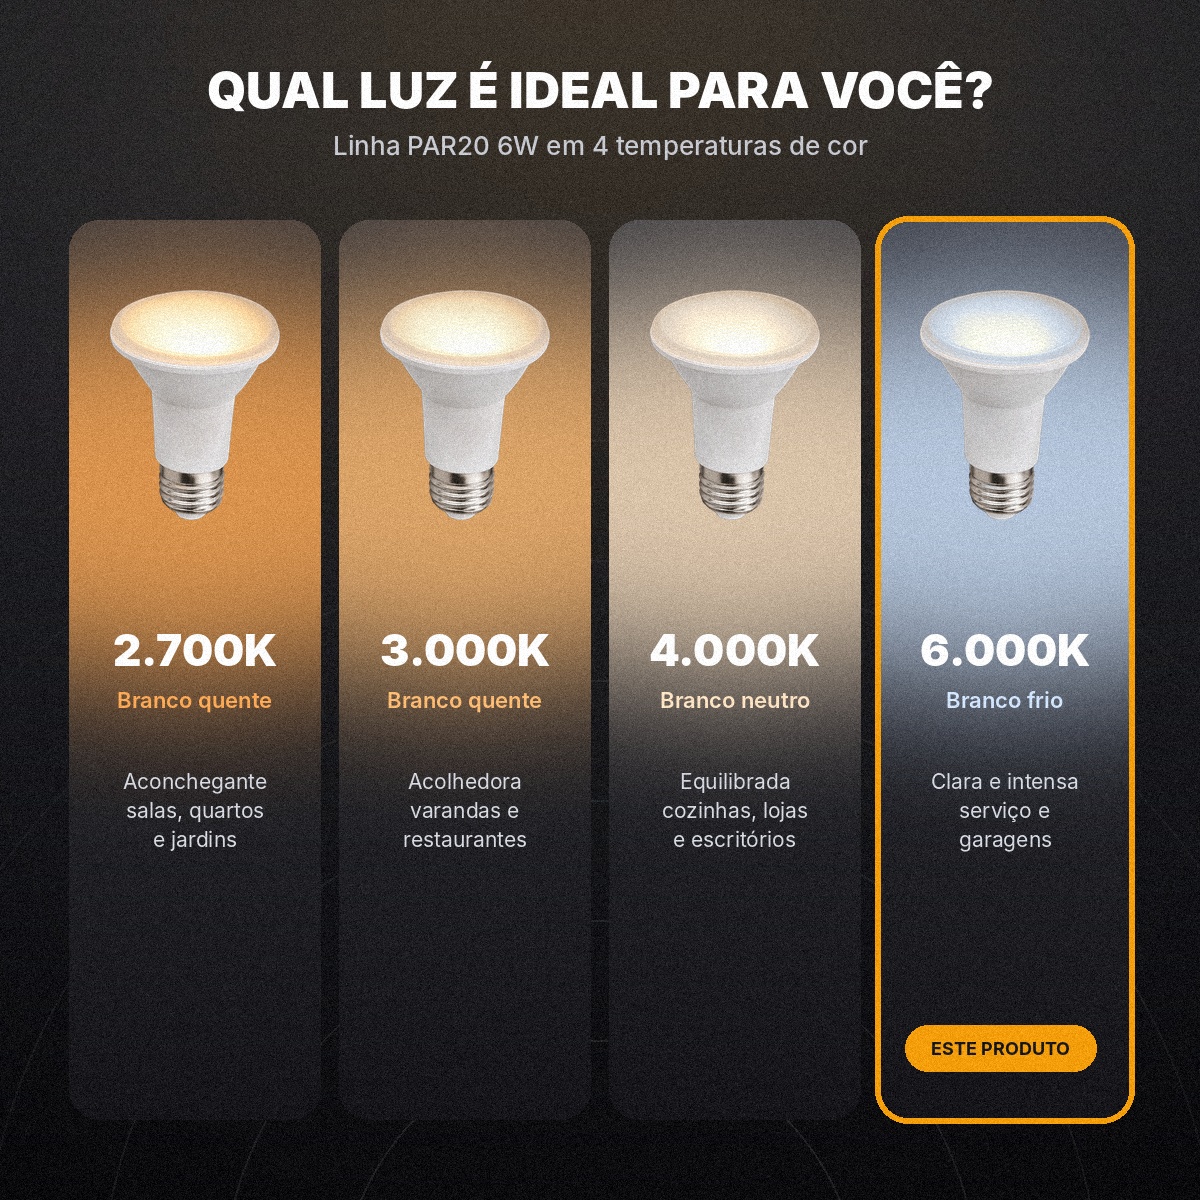 QUAL LUZ É IDEAL PARA VOCÊ?
Linha PAR20 6W em 4 temperaturas de cor
2.700K
Branco quente
Aconchegante
salas, quartos
e jardins
3.000K
Branco quente
Acolhedora
varandas e
restaurantes
4.000K
Branco neutro
Equilibrada
cozinhas, lojas
e escritórios
6.000K
Branco frio
Clara e intensa
serviço e
garagens
ESTE PRODUTO